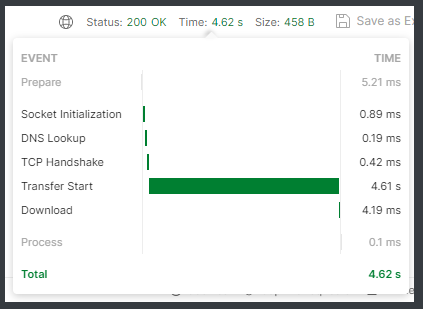 Status: 200 OK Time: 4.62 s Size: 458 B Save as Ex
EVENT TIME
Prepare 5.21 ms
Socket Initialization 0.89 ms
DNS Lookup 0.19 ms
TCP Handshake 0.42 ms
Transfer Start 4.61 s
Download 4.19 ms
Process 0.1 ms
Total 4.62 s